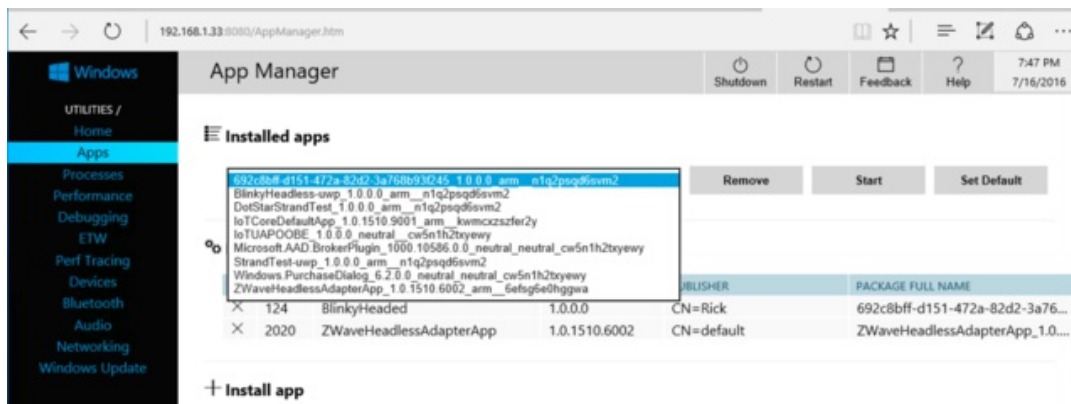 192.168.1.33:8080/AppManager.htm
Windows
App Manager
Shutdown
Restart
Feedback
Help
7:47 PM
7/16/2016
UTILITIES /
Home
Apps
Processes
Performance
Debugging
ETW
Perf Tracing
Devices
Bluetooth
Audio
Networking
Windows Update
Installed apps
692c8bff-d151-472a-82d2-3a768b93f245_1.0.0.0_arm__n1q2psqd6svm2
BlinkyHeadless-uwp_1.0.0.0_arm__n1q2psqd6svm2
DotStarStrandTest_1.0.0.0_arm__n1q2psqd6svm2
IoTCoreDefaultApp_1.0.1510.9001_arm__kwmcxzszfer2y
IoTUAPOOBE_1.0.0.0_neutral__cw5n1h2txyewy
Microsoft.AAD.BrokerPlugin_1000.10586.0.0_neutral_neutral_cw5n1h2txyewy
StrandTest-uwp_1.0.0.0_arm__n1q2psqd6svm2
Windows.PurchaseDialog_6.2.0.0_neutral_neutral_cw5n1h2txyewy
ZWaveHeadlessAdapterApp_1.0.1510.6002_arm__6efsg6e0hggwa
Remove
Start
Set Default
PACKAGE FULL NAME
124 BlinkyHeaded 1.0.0.0 CN=Rick 692c8bff-d151-472a-82d2-3a76...
2020 ZWaveHeadlessAdapterApp 1.0.1510.6002 CN=default ZWaveHeadlessAdapterApp_1.0....
Install app